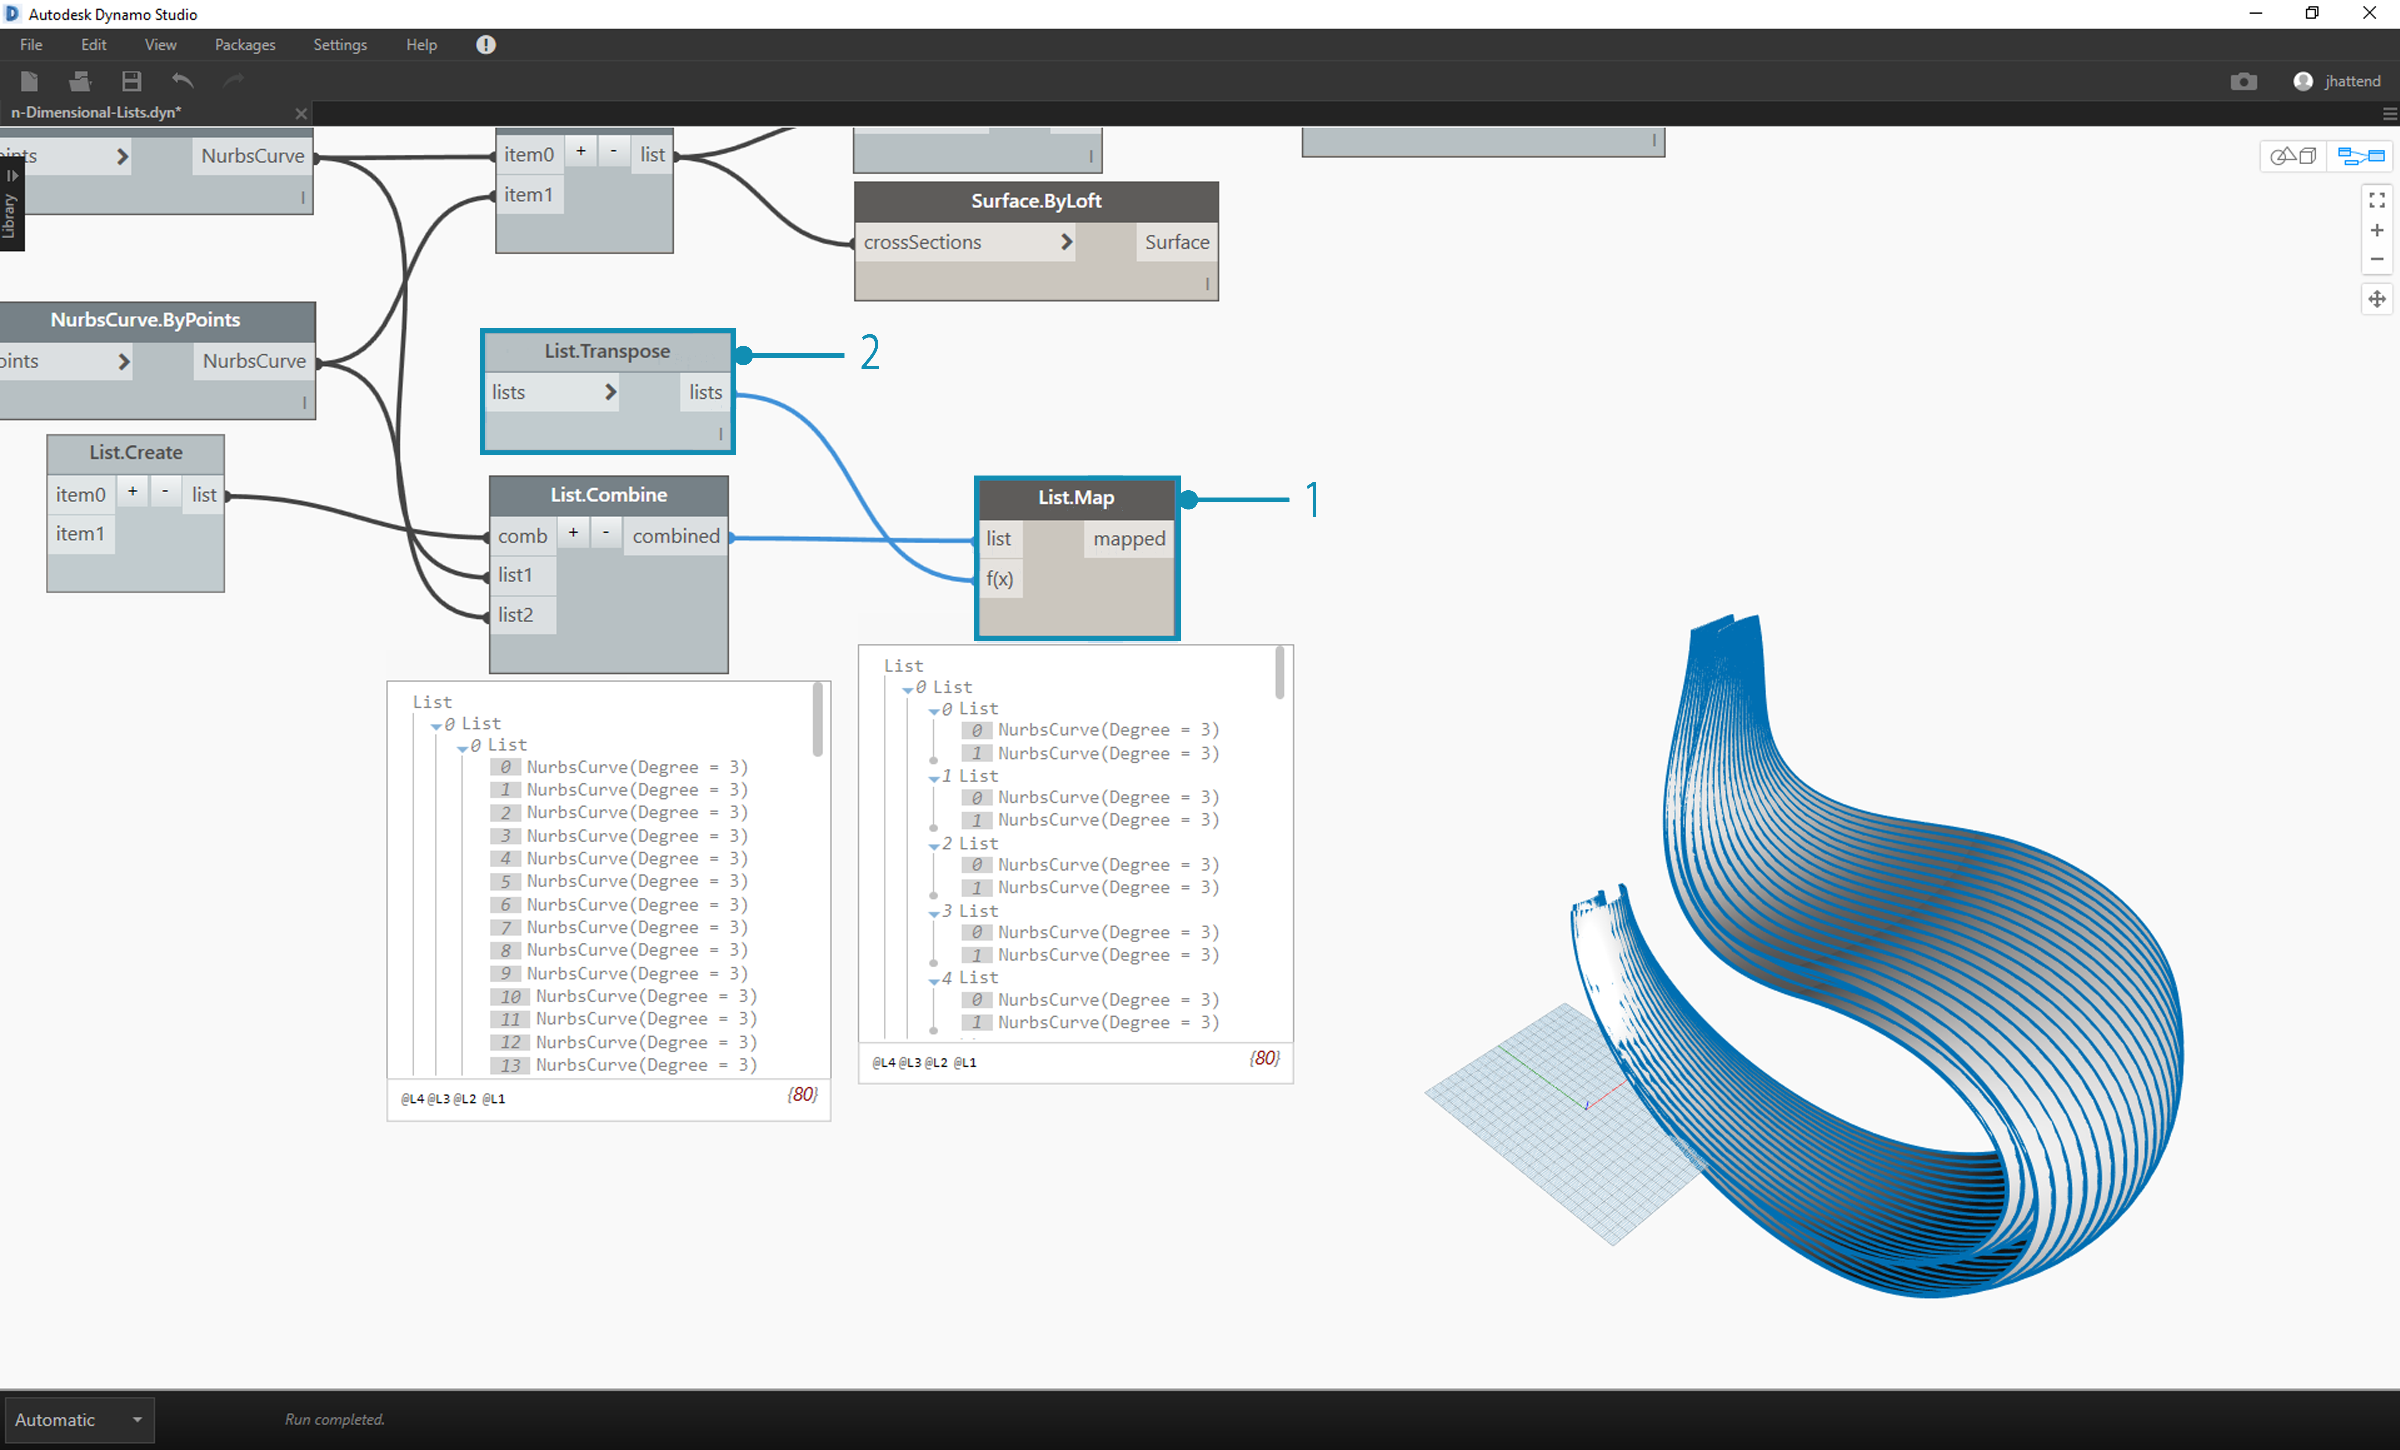 Autodesk Dynamo Studio
File Edit View Packages Settings Help
jhattend
n-Dimensional-Lists.dyn*
NurbsCurve
item0 + - list
item1
Library
Surface.ByLoft
crossSections Surface
NurbsCurve.ByPoints
NurbsCurve
List.Transpose
lists lists
2
List.Create
item0 + - list
item1
List.Combine
comb + - combined
list1
list2
List.Map
list mapped
f(x)
1
List
0 List
0 List
0 NurbsCurve(Degree = 3)
1 NurbsCurve(Degree = 3)
2 NurbsCurve(Degree = 3)
3 NurbsCurve(Degree = 3)
4 NurbsCurve(Degree = 3)
5 NurbsCurve(Degree = 3)
6 NurbsCurve(Degree = 3)
7 NurbsCurve(Degree = 3)
8 NurbsCurve(Degree = 3)
9 NurbsCurve(Degree = 3)
10 NurbsCurve(Degree = 3)
11 NurbsCurve(Degree = 3)
12 NurbsCurve(Degree = 3)
13 NurbsCurve(Degree = 3)
@L4 @L3 @L2 @L1 {80}
List
0 List
0 List
0 NurbsCurve(Degree = 3)
1 NurbsCurve(Degree = 3)
1 List
0 NurbsCurve(Degree = 3)
1 NurbsCurve(Degree = 3)
2 List
0 NurbsCurve(Degree = 3)
1 NurbsCurve(Degree = 3)
3 List
0 NurbsCurve(Degree = 3)
1 NurbsCurve(Degree = 3)
4 List
0 NurbsCurve(Degree = 3)
1 NurbsCurve(Degree = 3)
@L4 @L3 @L2 @L1 {80}
Automatic
Run completed.